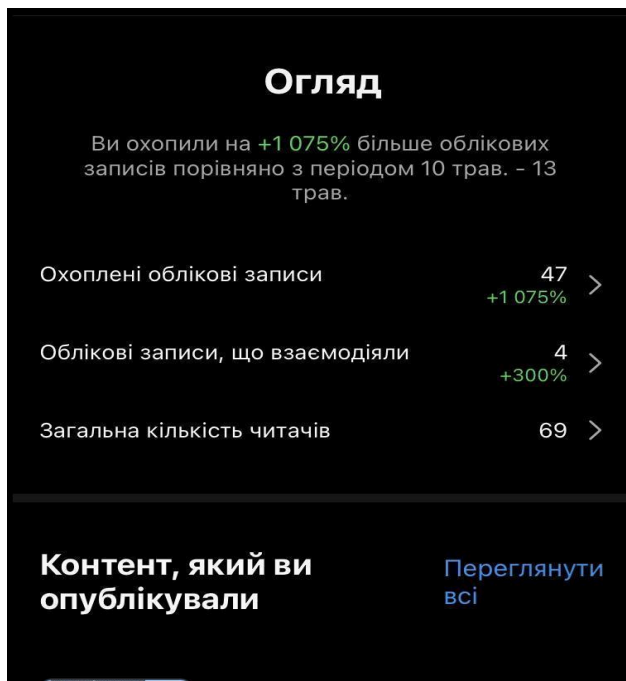 Огляд
Ви охопили на +1 075% більше облікових
записів порівняно з періодом 10 трав. - 13
трав.
Охоплені облікові записи 47
+1 075%
Облікові записи, що взаємодіяли 4
+300%
Загальна кількість читачів 69
Контент, який ви
опублікували
Переглянути
всі